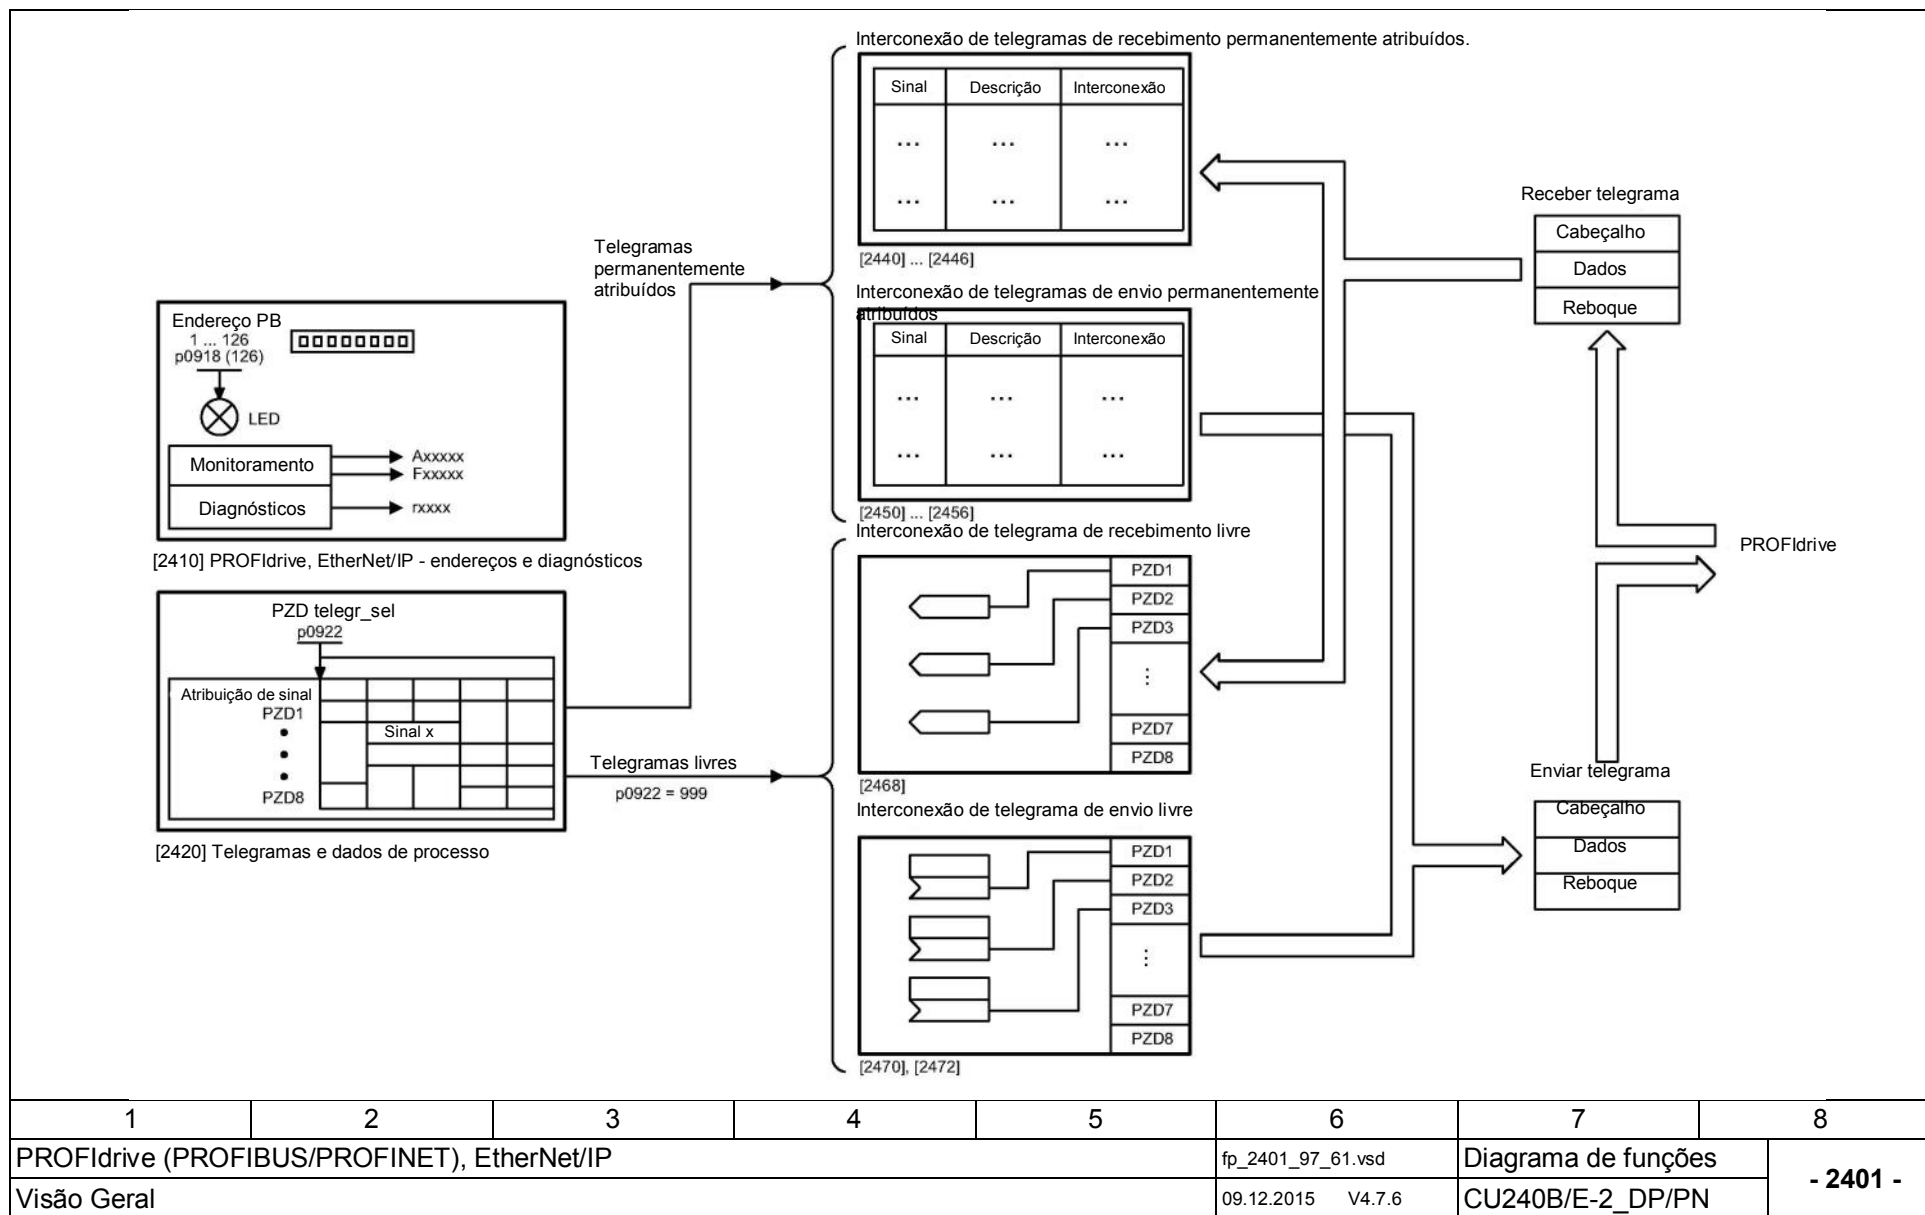 Interconexão de telegramas de recebimento permanentemente atribuídos.
Sinal Descrição Interconexão
... ... ...
... ... ...
[2440] ... [2446]
Telegramas
permanentemente
atribuídos
Interconexão de telegramas de envio permanentemente
atribuídos
Sinal Descrição Interconexão
... ... ...
... ... ...
[2450] ... [2456]
Endereço PB
1 ... 126
p0918 (126)
LED
Monitoramento
Axxxxx
Fxxxxx
Diagnósticos
rxxxx
[2410] PROFIdrive, EtherNet/IP - endereços e diagnósticos
PZD telegr_sel
p0922
Atribuição de sinal
PZD1
Sinal x
PZD8
[2420] Telegramas e dados de processo
Telegramas livres
p0922 = 999
Interconexão de telegrama de recebimento livre
PZD1
PZD2
PZD3
⋮
PZD7
PZD8
[2468]
Interconexão de telegrama de envio livre
PZD1
PZD2
PZD3
⋮
PZD7
PZD8
[2470], [2472]
Receber telegrama
Cabeçalho
Dados
Reboque
PROFIdrive
Enviar telegrama
Cabeçalho
Dados
Reboque
1 2 3 4 5 6 7 8
PROFIdrive (PROFIBUS/PROFINET), EtherNet/IP fp_2401_97_61.vsd Diagrama de funções
- 2401 -
Visão Geral 09.12.2015 V4.7.6 CU240B/E-2_DP/PN